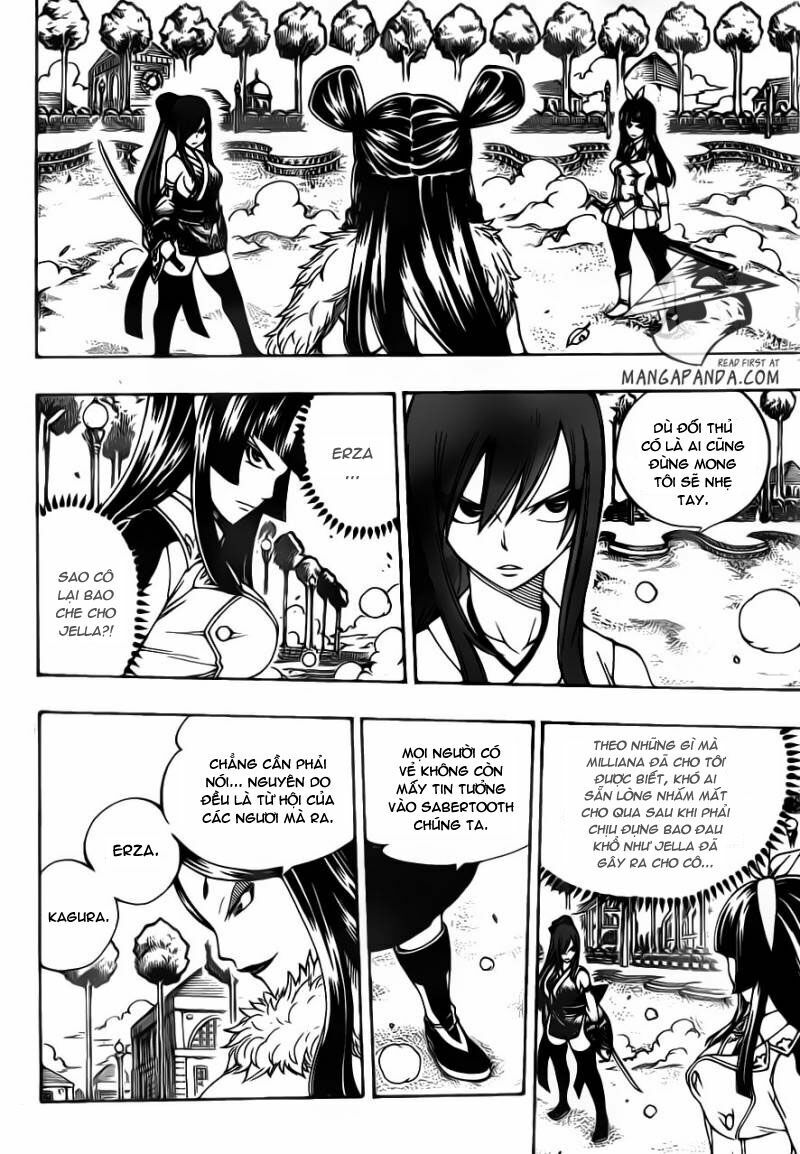 READ FIRST AT
MANGAPANDA.COM
DÙ ĐỐI THỦ
CÓ LÀ AI CŨNG
ĐỪNG MONG
TÔI SẼ NHẸ
TAY.
ERZA
...
SAO CÔ
LẠI BAO
CHE CHO
JELLA?!
THEO NHỮNG GÌ MÀ
MILLIANA ĐÃ CHO TÔI
ĐƯỢC BIẾT, KHÓ AI
SẴN LÒNG NHẮM MẮT
CHO QUA SAU KHI PHẢI
CHỊU ĐỰNG BAO ĐAU
KHỔ NHƯ JELLA ĐÃ
GÂY RA CHO CÔ...
MỌI NGƯỜI CÓ
VẺ KHÔNG CÒN
MẤY TIN TƯỞNG
VÀO SABERTOOTH
CHÚNG TA.
CHẲNG CẦN PHẢI
NÓI... NGUYÊN DO
ĐỀU LÀ TỪ HỘI CỦA
CÁC NGƯƠI MÀ RA.
ERZA.
KAGURA.